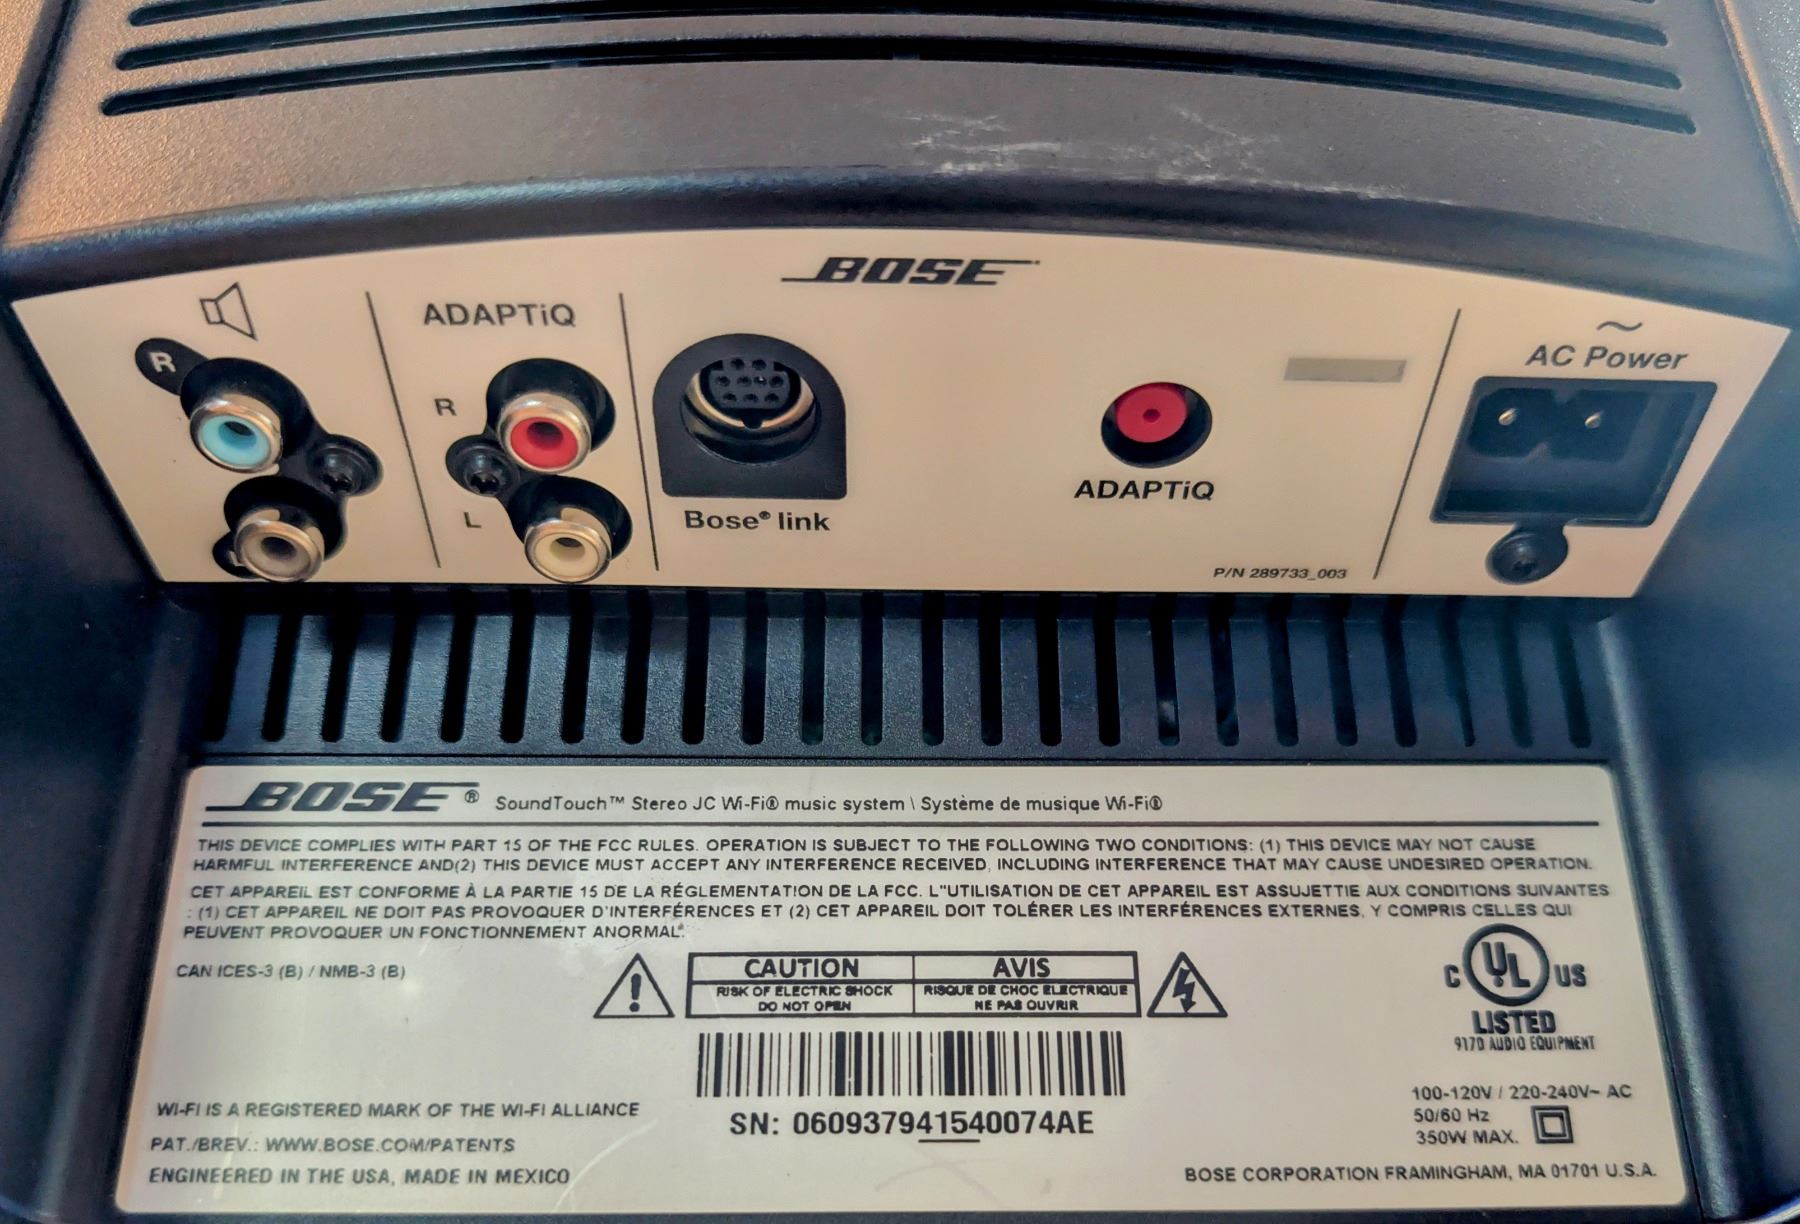 BOSE
R
ADAPTiQ
R
L
Bose® link
ADAPTiQ
P/N 289733_003
~
AC Power
BOSE® SoundTouch™ Stereo JC Wi-Fi® music system \ Système de musique Wi-Fi®
THIS DEVICE COMPLIES WITH PART 15 OF THE FCC RULES. OPERATION IS SUBJECT TO THE FOLLOWING TWO CONDITIONS: (1) THIS DEVICE MAY NOT CAUSE
HARMFUL INTERFERENCE AND(2) THIS DEVICE MUST ACCEPT ANY INTERFERENCE RECEIVED, INCLUDING INTERFERENCE THAT MAY CAUSE UNDESIRED OPERATION.
CET APPAREIL EST CONFORME À LA PARTIE 15 DE LA RÉGLEMENTATION DE LA FCC. L"UTILISATION DE CET APPAREIL EST ASSUJETTIE AUX CONDITIONS SUIVANTES
: (1) CET APPAREIL NE DOIT PAS PROVOQUER D'INTERFÉRENCES ET (2) CET APPAREIL DOIT TOLÉRER LES INTERFÉRENCES EXTERNES, Y COMPRIS CELLES QUI
PEUVENT PROVOQUER UN FONCTIONNEMENT ANORMAL.
CAN ICES-3 (B) / NMB-3 (B)
CAUTION
RISK OF ELECTRIC SHOCK
DO NOT OPEN
AVIS
RISQUE DE CHOC ELECTRIQUE
NE PAS OUVRIR
C UL US
LISTED
917D AUDIO EQUIPMENT
SN: 060937941540074AE
100-120V / 220-240V~ AC
50/60 Hz
350W MAX.
WI-FI IS A REGISTERED MARK OF THE WI-FI ALLIANCE
PAT./BREV.: WWW.BOSE.COM/PATENTS
ENGINEERED IN THE USA, MADE IN MEXICO
BOSE CORPORATION FRAMINGHAM, MA 01701 U.S.A.